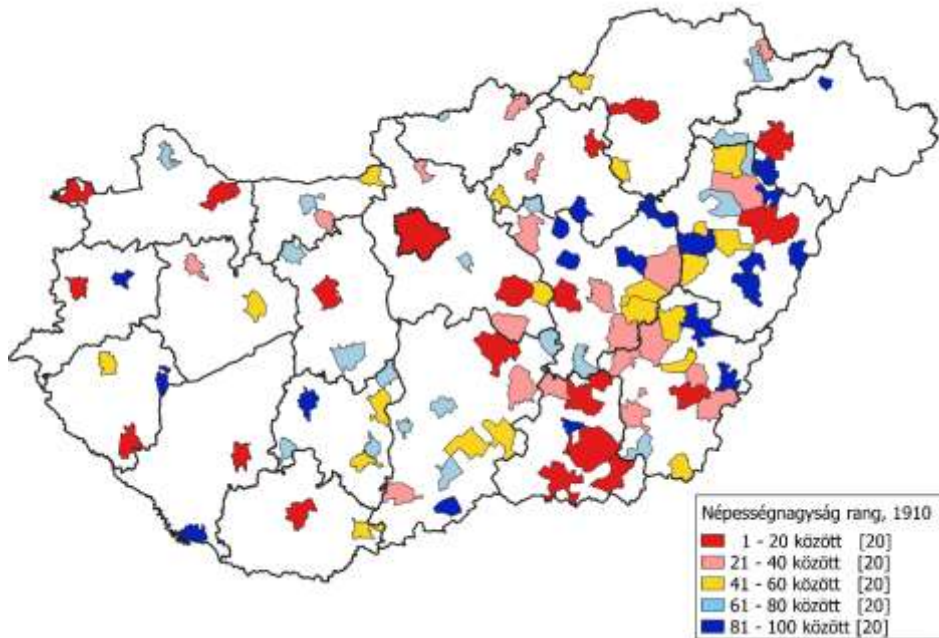 Népességnagyság rang, 1910
1 - 20 között [20]
21 - 40 között [20]
41 - 60 között [20]
61 - 80 között [20]
81 - 100 között [20]